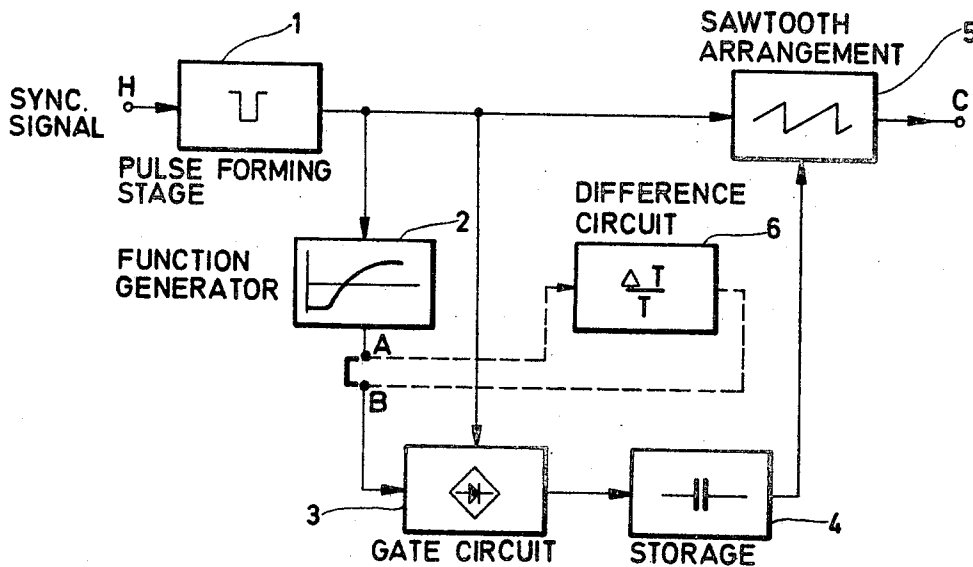 1
SAWTOOTH
ARRANGEMENT
5
H
C
SYNC.
SIGNAL
PULSE FORMING
STAGE
DIFFERENCE
CIRCUIT
2
6
FUNCTION
GENERATOR
Δ T
T
A
B
3
4
GATE CIRCUIT
STORAGE